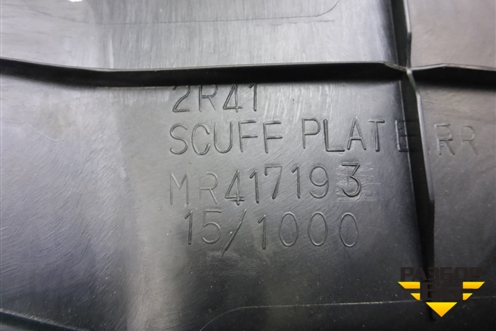 2R41
SCUFF PLATE RR
MR417193
15/1000